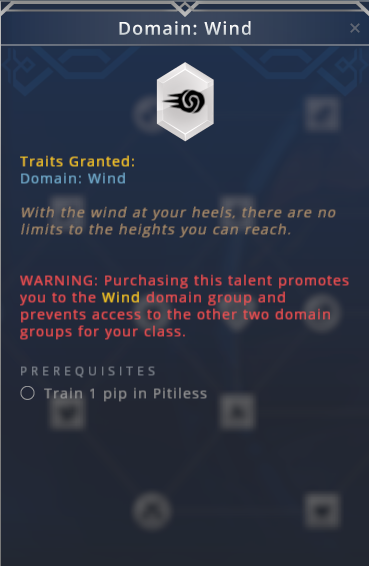 Domain: Wind
Traits Granted:
Domain: Wind
With the wind at your heels, there are no
limits to the heights you can reach.
WARNING: Purchasing this talent promotes
you to the Wind domain group and
prevents access to the other two domain
groups for your class.
PREREQUISITES
Train 1 pip in Pitiless